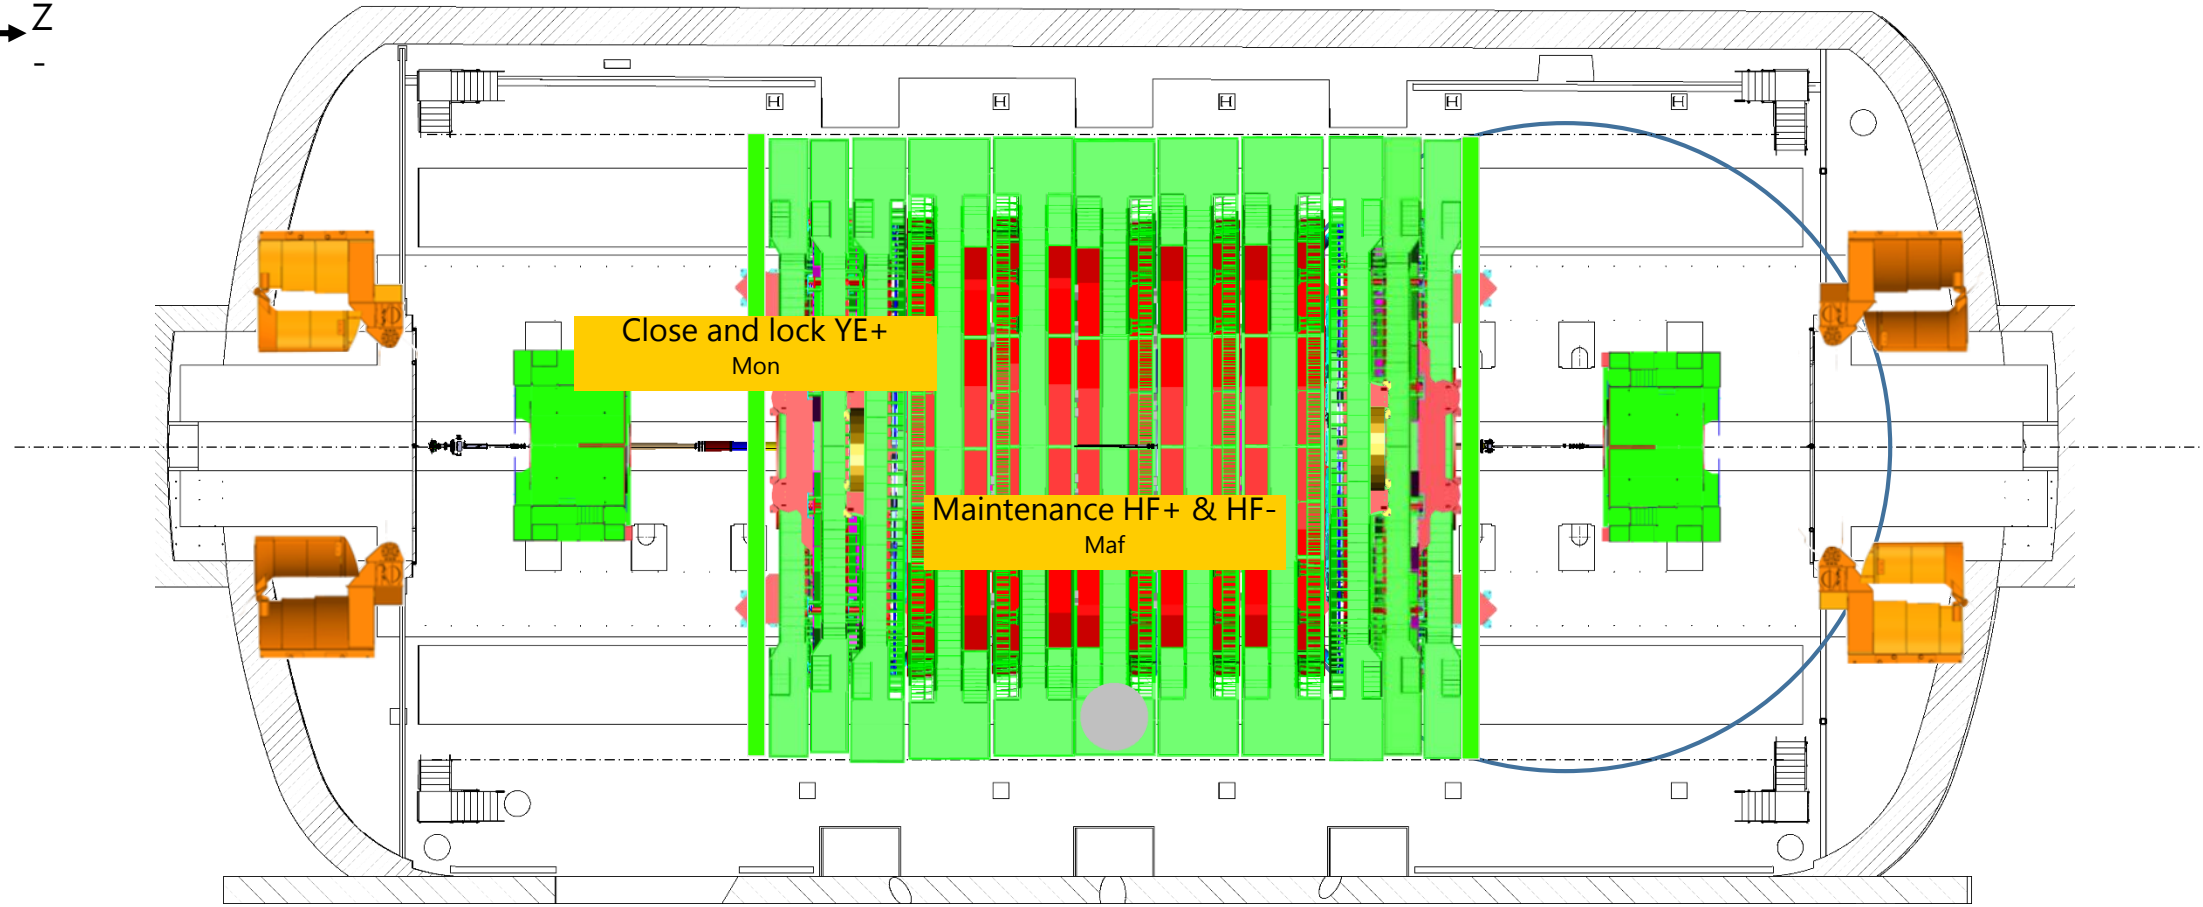 Z
-
Close and lock YE+
Mon
Maintenance HF+ & HF-
Maf